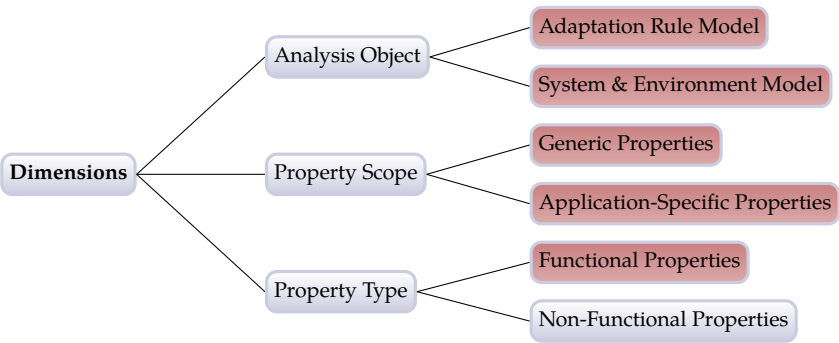 Dimensions
Analysis Object
Adaptation Rule Model
System & Environment Model
Property Scope
Generic Properties
Application-Specific Properties
Property Type
Functional Properties
Non-Functional Properties